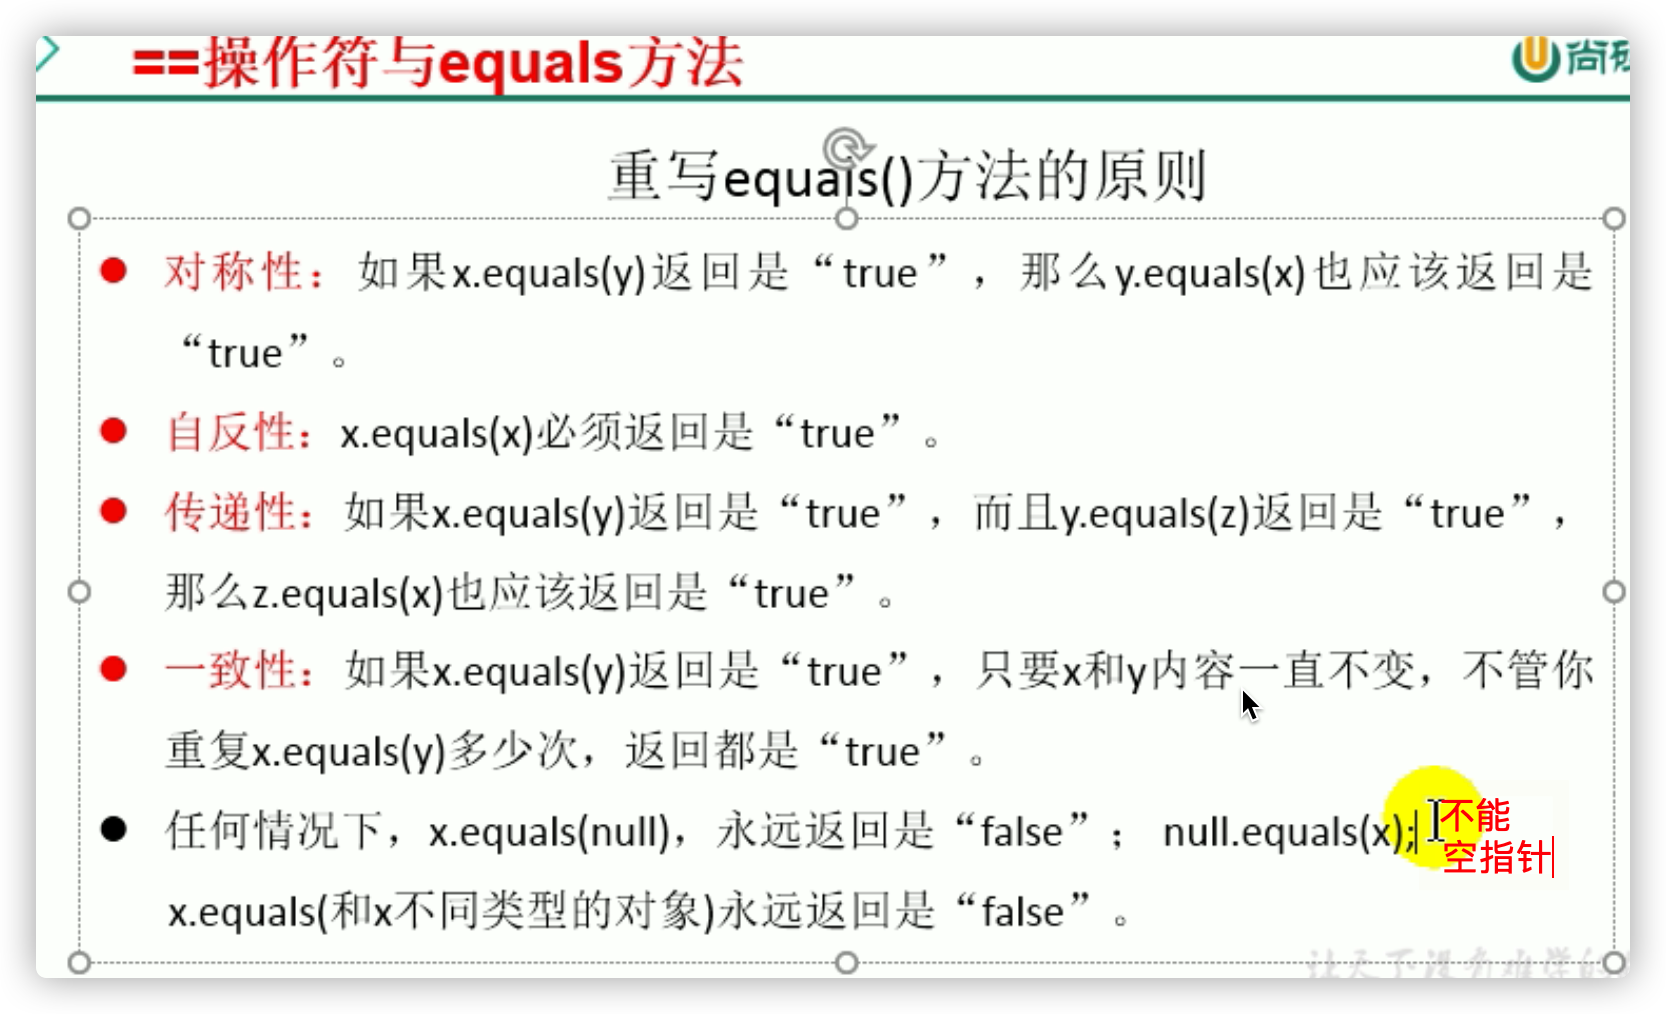 ==操作符与equals方法
尚
重写equals()方法的原则
对称性：如果x.equals(y)返回是“true”，那么y.equals(x)也应该返回是
“true”。
自反性：x.equals(x)必须返回是“true”。
传递性：如果x.equals(y)返回是“true”，而且y.equals(z)返回是“true”，
那么z.equals(x)也应该返回是“true”。
一致性：如果x.equals(y)返回是“true”，只要x和y内容一直不变，不管你
重复x.equals(y)多少次，返回都是“true”。
任何情况下，x.equals(null)，永远返回是“false”； null.equals(x);
不能
空指针
x.equals(和x不同类型的对象)永远返回是“false”。
让天下没有难学的